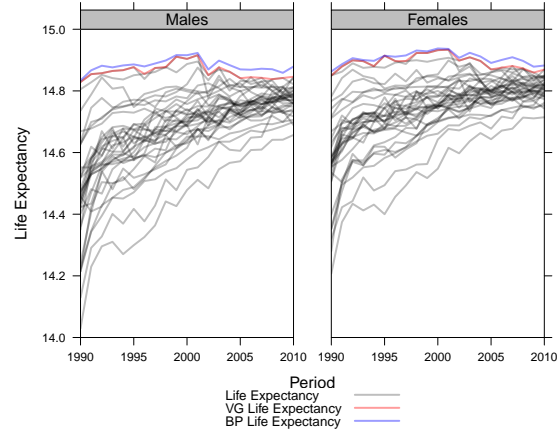 Males
Females
Life Expectancy
15.0
14.8
14.6
14.4
14.2
14.0
1990
1995
2000
2005
2010
1990
1995
2000
2005
2010
Period
Life Expectancy
VG Life Expectancy
BP Life Expectancy